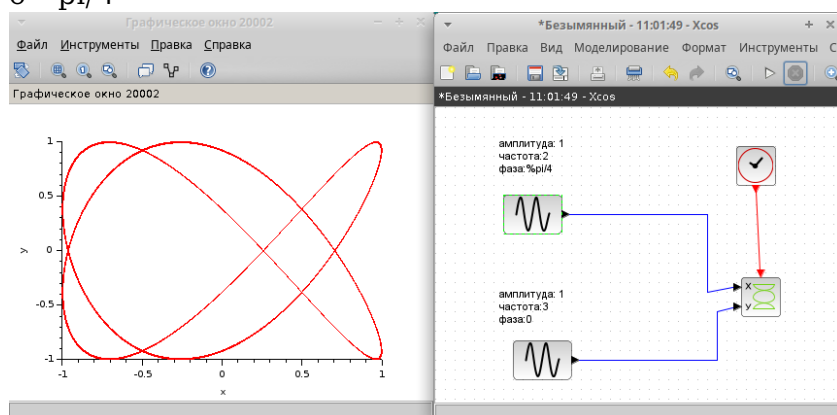 Графическое окно 20002
Файл Инструменты Правка Справка
Графическое окно 20002
1
0.5
0
-0.5
-1
y
-1 -0.5 0 0.5 1
x
*Безымянный - 11:01:49 - Xcos
Файл Правка Вид Моделирование Формат Инструменты С
*Безымянный - 11:01:49 - Xcos
амплитуда: 1
частота:2
фаза:%pi/4
X
y
амплитуда: 1
частота:3
фаза:0